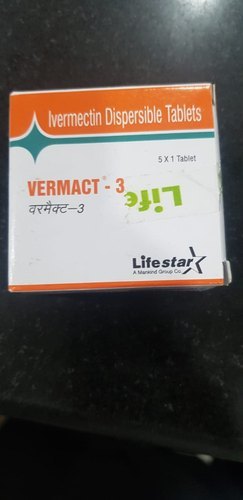 Ivermectin Dispersible Tablets
5 X 1 Tablet
VERMACT® - 3
Life
वरमैक्ट–3
Lifestar
A Mankind Group Co.